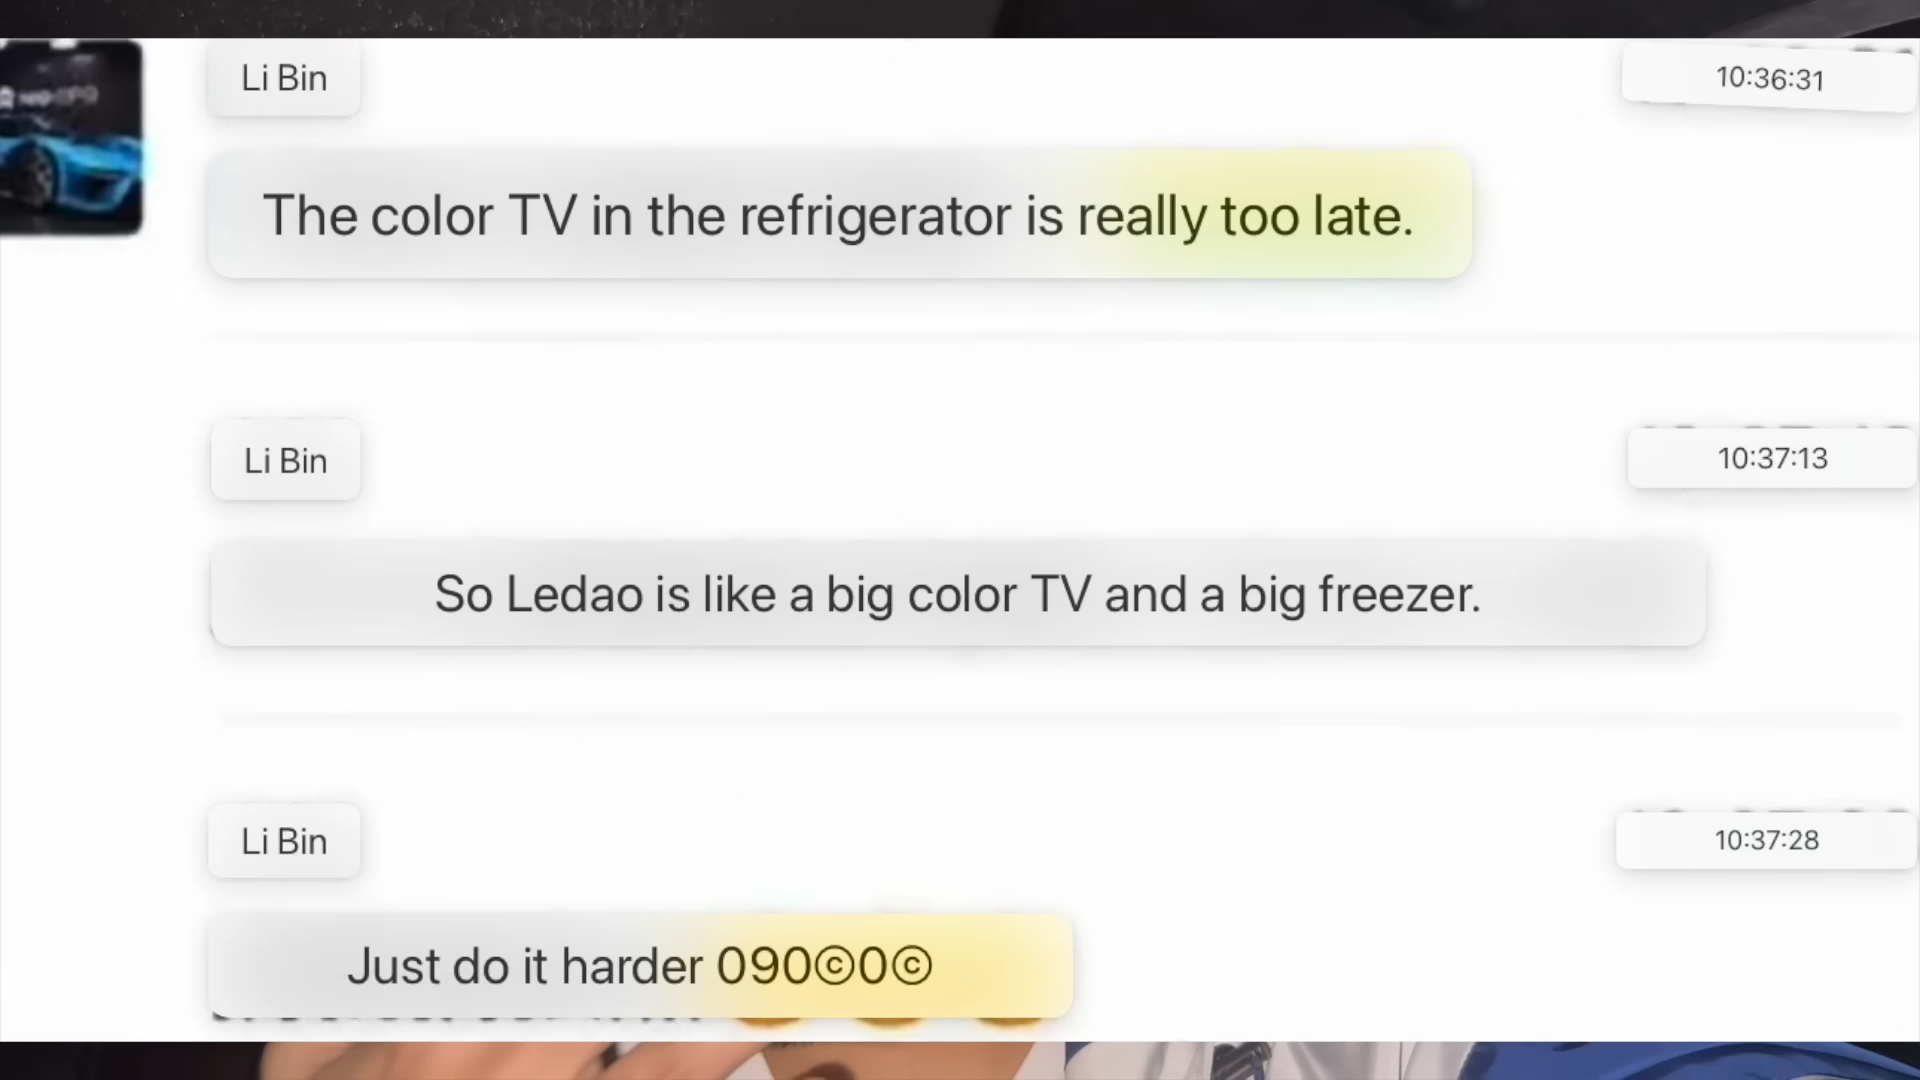 Li Bin
10:36:31
The color TV in the refrigerator is really too late.
Li Bin
10:37:13
So Ledao is like a big color TV and a big freezer.
Li Bin
10:37:28
Just do it harder 090©0©